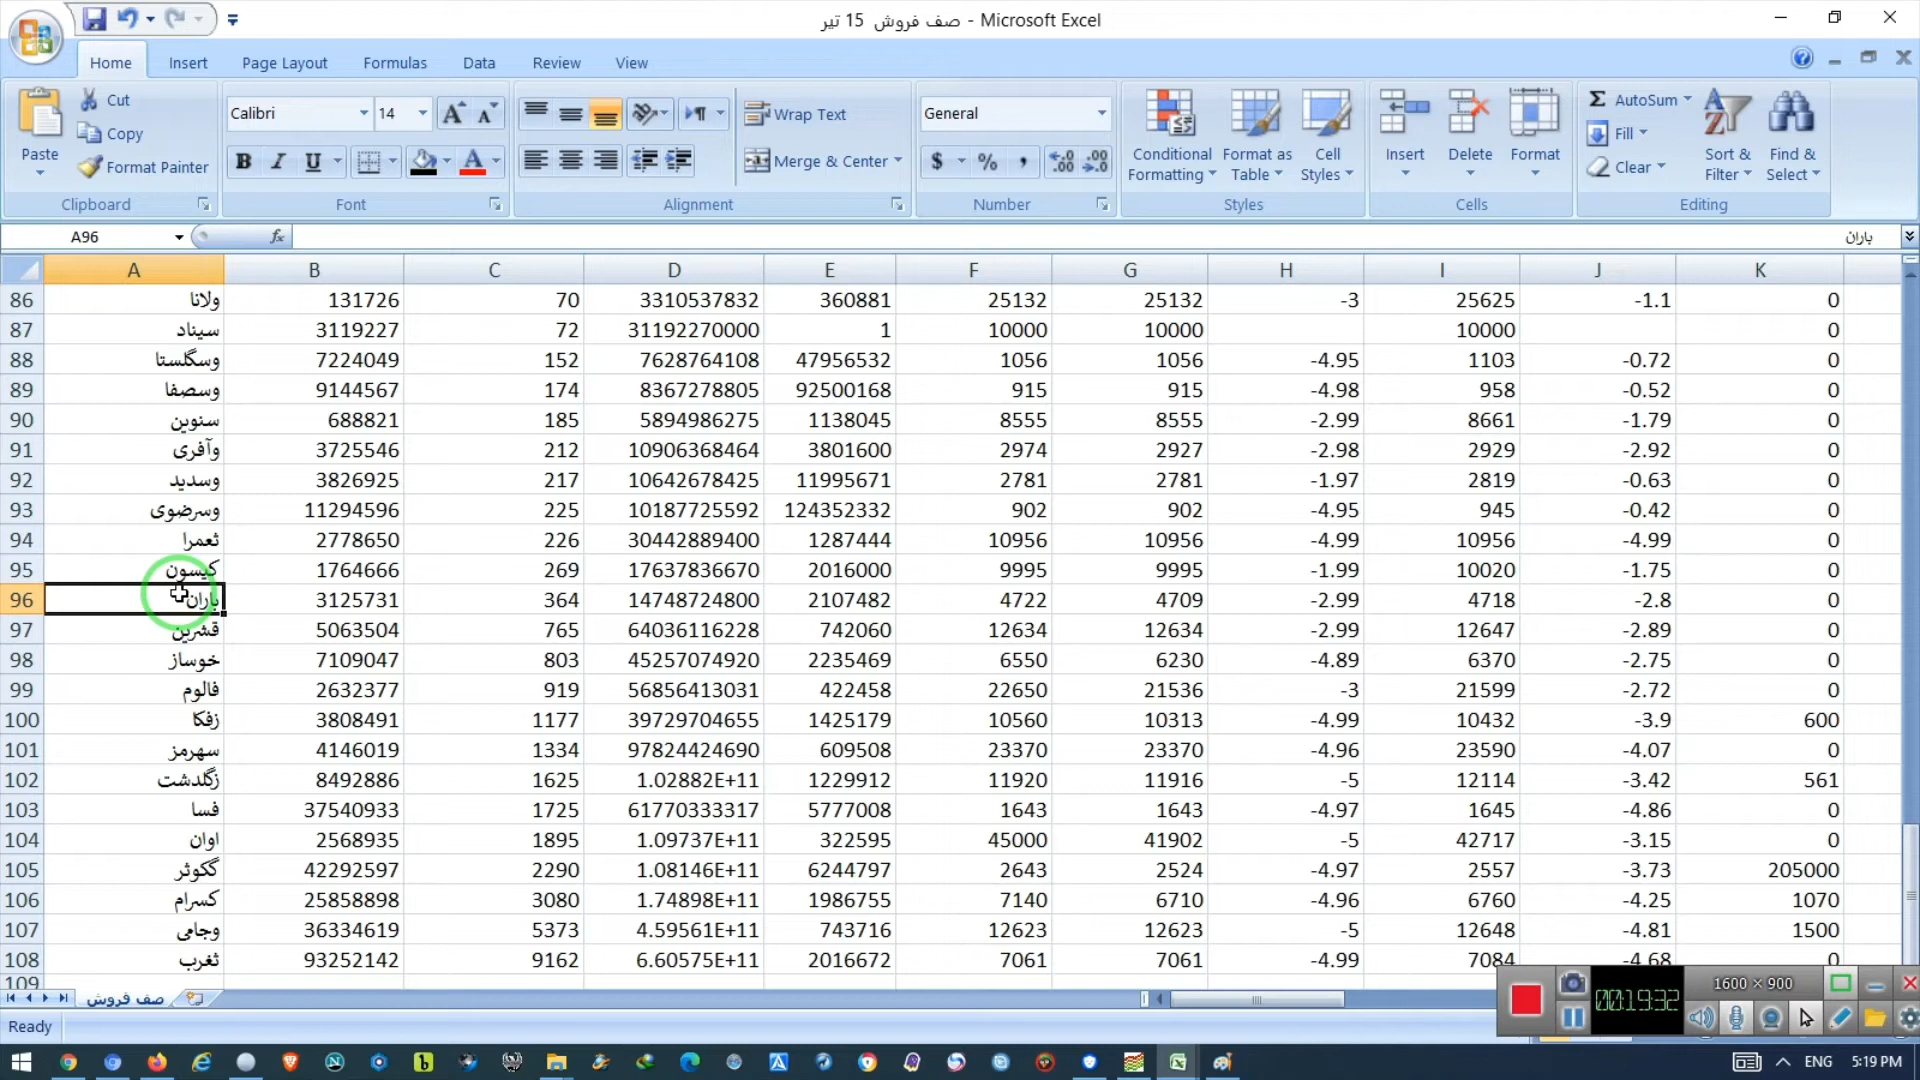 صف فروش 15 تیر - Microsoft Excel
Home Insert Page Layout Formulas Data Review View
Paste
Cut
Copy
Format Painter
Clipboard
Calibri 14
B I U
Font
Wrap Text
Merge & Center
Alignment
General
$ % ,
Number
Conditional Formatting
Format as Table
Cell Styles
Styles
Insert Delete Format
Cells
AutoSum
Fill
Clear
Sort & Filter
Find & Select
Editing
A96 fx باران
A B C D E F G H I J K
86 ولانا 131726 70 3310537832 360881 25132 25132 -3 25625 -1.1 0
87 سیناد 3119227 72 31192270000 1 10000 10000 10000 0
88 وسگلستا 7224049 152 7628764108 47956532 1056 1056 -4.95 1103 -0.72 0
89 وسصفا 9144567 174 8367278805 92500168 915 915 -4.98 958 -0.52 0
90 سنوین 688821 185 5894986275 1138045 8555 8555 -2.99 8661 -1.79 0
91 وآفری 3725546 212 10906368464 3801600 2974 2927 -2.98 2929 -2.92 0
92 وسدید 3826925 217 10642678425 11995671 2781 2781 -1.97 2819 -0.63 0
93 وسرضوی 11294596 225 10187725592 124352332 902 902 -4.95 945 -0.42 0
94 ثعمرا 2778650 226 30442889400 1287444 10956 10956 -4.99 10956 -4.99 0
95 کیسون 1764666 269 17637836670 2016000 9995 9995 -1.99 10020 -1.75 0
96 باران 3125731 364 14748724800 2107482 4722 4709 -2.99 4718 -2.8 0
97 قشرین 5063504 765 64036116228 742060 12634 12634 -2.99 12647 -2.89 0
98 خوساز 7109047 803 45257074920 2235469 6550 6230 -4.89 6370 -2.75 0
99 فالوم 2632377 919 56856413031 422458 22650 21536 -3 21599 -2.72 0
100 زفکا 3808491 1177 39729704655 1425179 10560 10313 -4.99 10432 -3.9 600
101 سهرمز 4146019 1334 97824424690 609508 23370 23370 -4.96 23590 -4.07 0
102 زگلدشت 8492886 1625 1.02882E+11 1229912 11920 11916 -5 12114 -3.42 561
103 فسا 37540933 1725 61770333317 5777008 1643 1643 -4.97 1645 -4.86 0
104 اوان 2568935 1895 1.09737E+11 322595 45000 41902 -5 42717 -3.15 0
105 گکوثر 42292597 2290 1.08146E+11 6244797 2643 2524 -4.97 2557 -3.73 205000
106 کسرام 25858898 3080 1.74898E+11 1986755 7140 6710 -4.96 6760 -4.25 1070
107 وجامی 36334619 5373 4.59561E+11 743716 12623 12623 -5 12648 -4.81 1500
108 ثغرب 93252142 9162 6.60575E+11 2016672 7061 7061 -4.99 7084 -4.68 0
109
صف فروش
1600 × 900
00:19:32
Ready
ENG 5:19 PM